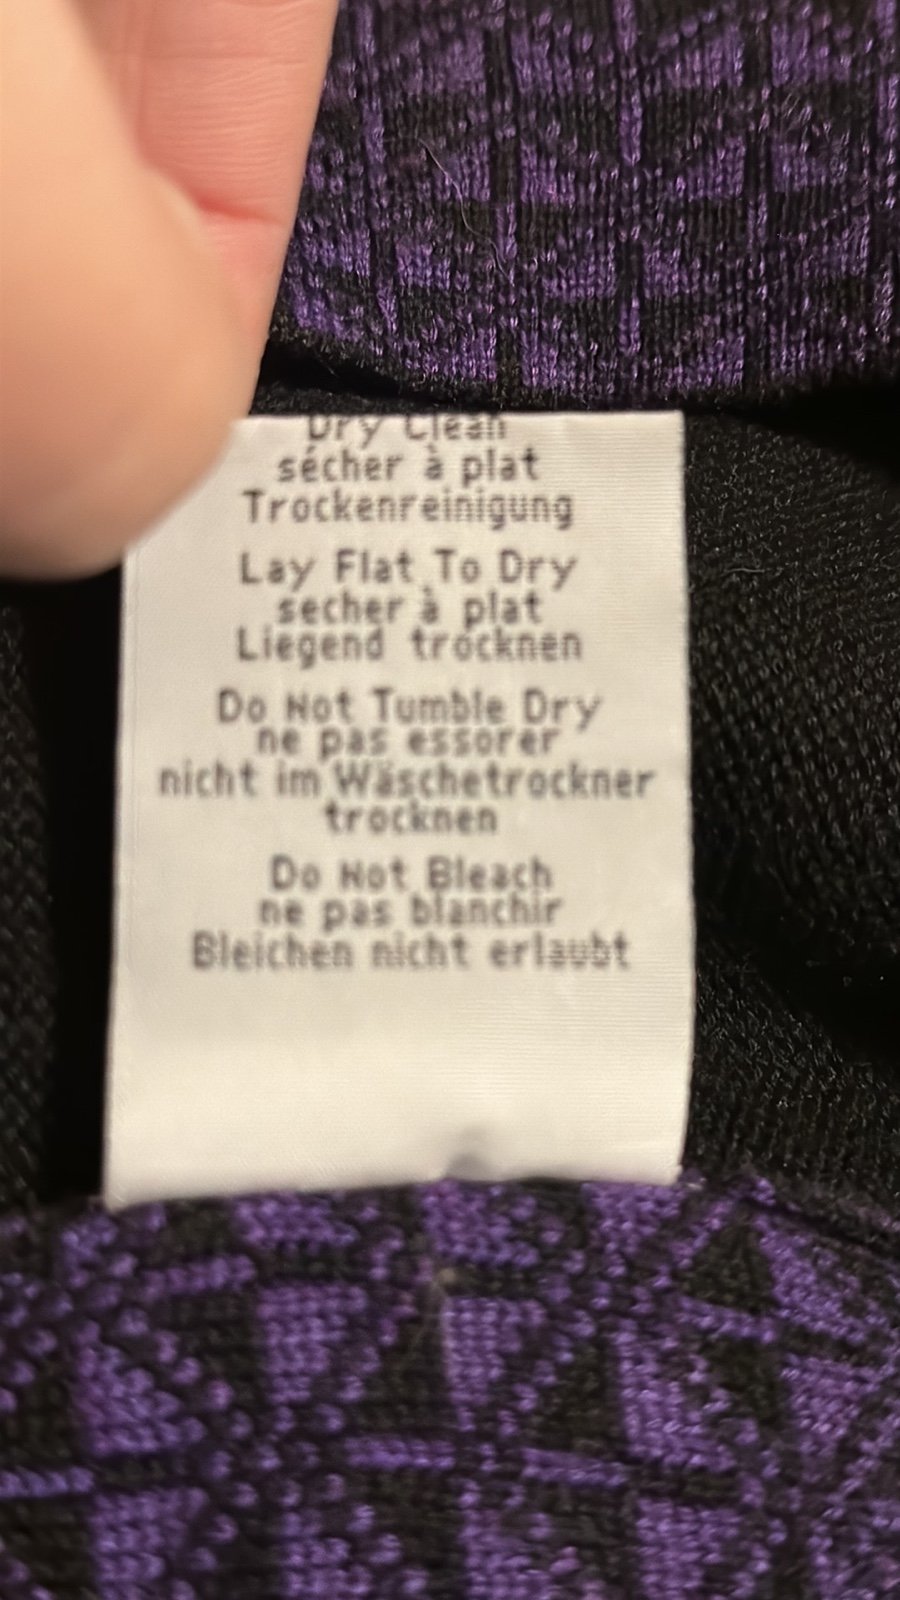 Dry Clean
sécher à plat
Trockenreinigung
Lay Flat To Dry
secher à plat
Liegend trocknen
Do Not Tumble Dry
ne pas essorer
nicht im Wäschetrockner
trocknen
Do Not Bleach
ne pas blanchir
Bleichen nicht erlaubt